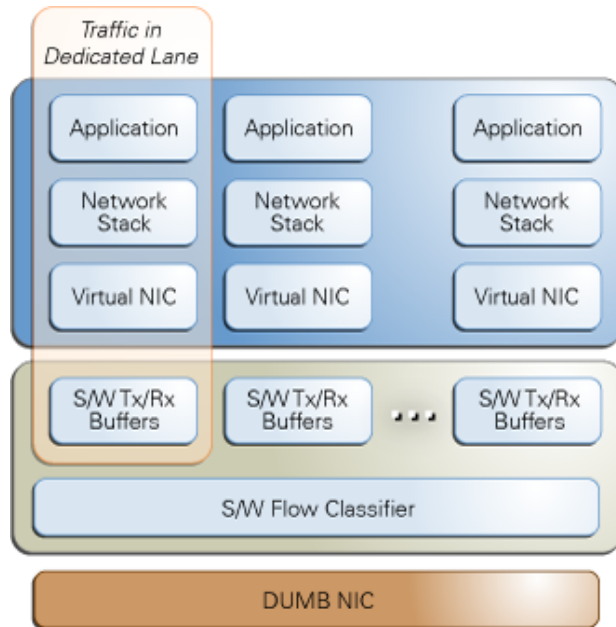 Traffic in
Dedicated Lane
Application
Application
Application
Network
Stack
Network
Stack
Network
Stack
Virtual NIC
Virtual NIC
Virtual NIC
S/W Tx/Rx
Buffers
S/W Tx/Rx
Buffers
...
S/W Tx/Rx
Buffers
S/W Flow Classifier
DUMB NIC